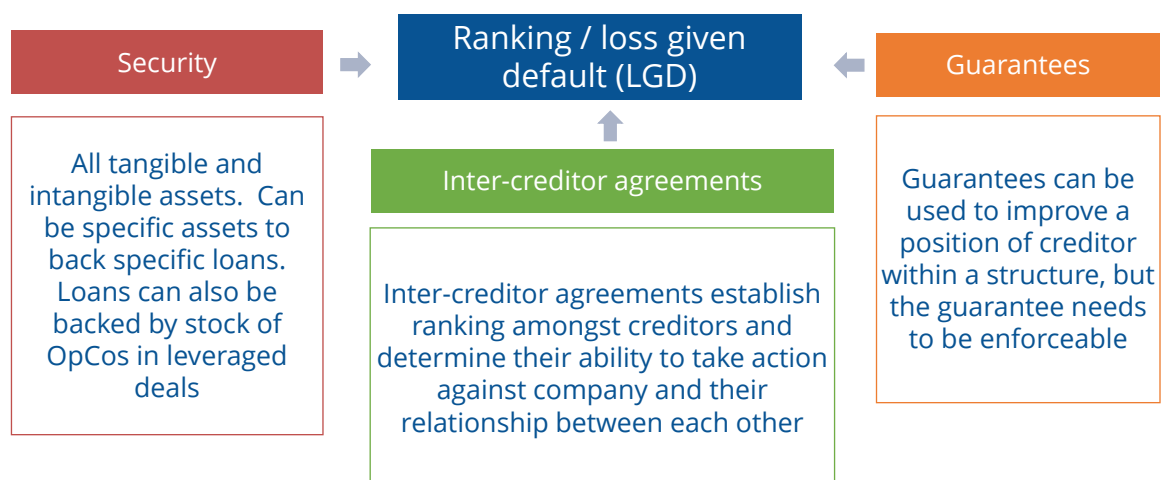 Security
Ranking / loss given
default (LGD)
Guarantees
All tangible and
intangible assets.  Can
be specific assets to
back specific loans.
Loans can also be
backed by stock of
OpCos in leveraged
deals
Inter-creditor agreements
Inter-creditor agreements establish
ranking amongst creditors and
determine their ability to take action
against company and their
relationship between each other
Guarantees can be
used to improve a
position of creditor
within a structure, but
the guarantee needs
to be enforceable